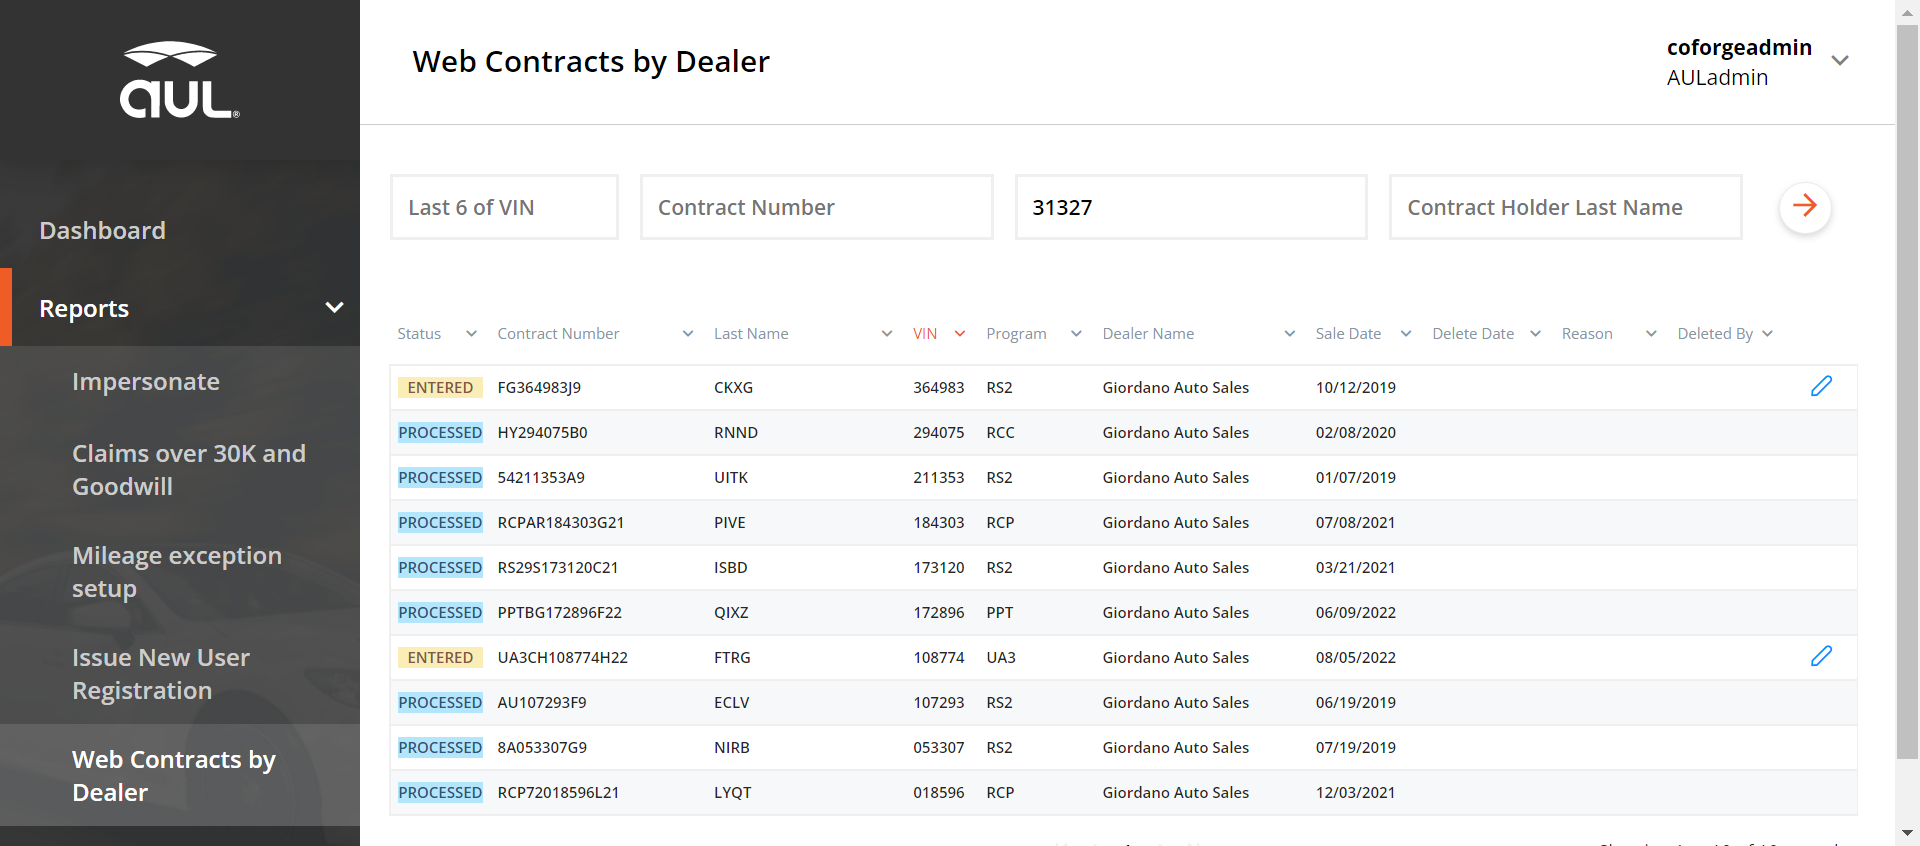 aUL®
Web Contracts by Dealer
coforgeadmin
AULadmin
Last 6 of VIN
Contract Number
31327
Contract Holder Last Name
Dashboard
Reports
Impersonate
Claims over 30K and
Goodwill
Mileage exception
setup
Issue New User
Registration
Web Contracts by
Dealer
Status Contract Number Last Name VIN Program Dealer Name Sale Date Delete Date Reason Deleted By
ENTERED FG364983J9 CKXG 364983 RS2 Giordano Auto Sales 10/12/2019
PROCESSED HY294075B0 RNND 294075 RCC Giordano Auto Sales 02/08/2020
PROCESSED 54211353A9 UITK 211353 RS2 Giordano Auto Sales 01/07/2019
PROCESSED RCPAR184303G21 PIVE 184303 RCP Giordano Auto Sales 07/08/2021
PROCESSED RS29S173120C21 ISBD 173120 RS2 Giordano Auto Sales 03/21/2021
PROCESSED PPTBG172896F22 QIXZ 172896 PPT Giordano Auto Sales 06/09/2022
ENTERED UA3CH108774H22 FTRG 108774 UA3 Giordano Auto Sales 08/05/2022
PROCESSED AU107293F9 ECLV 107293 RS2 Giordano Auto Sales 06/19/2019
PROCESSED 8A053307G9 NIRB 053307 RS2 Giordano Auto Sales 07/19/2019
PROCESSED RCP72018596L21 LYQT 018596 RCP Giordano Auto Sales 12/03/2021